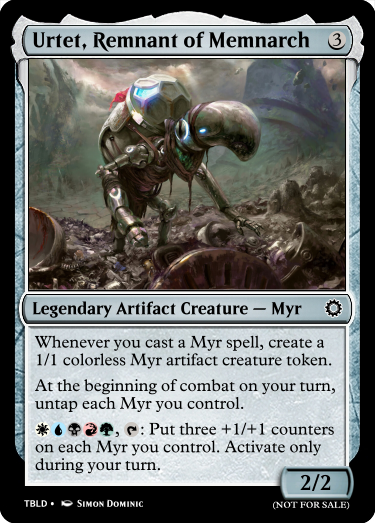 Urtet, Remnant of Memnarch 3
Legendary Artifact Creature — Myr
Whenever you cast a Myr spell, create a
1/1 colorless Myr artifact creature token.
At the beginning of combat on your turn,
untap each Myr you control.
, : Put three +1/+1 counters
on each Myr you control. Activate only
during your turn.
2/2
TBLD • Simon Dominic
(NOT FOR SALE)